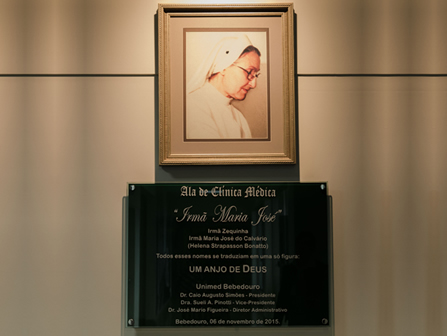 Ala de Clínica Médica
"Irmã Maria José"
Irmã Zequinha
Irmã Maria José do Calvário
(Helena Strapasson Bonatto)
Todos esses nomes se traduziam em uma só figura:
UM ANJO DE DEUS
Unimed Bebedouro
Dr. Caio Augusto Simões - Presidente
Dra. Sueli A. Pinotti - Vice-Presidente
Dr. José Mario Figueira - Diretor Administrativo
Bebedouro, 06 de novembro de 2015.